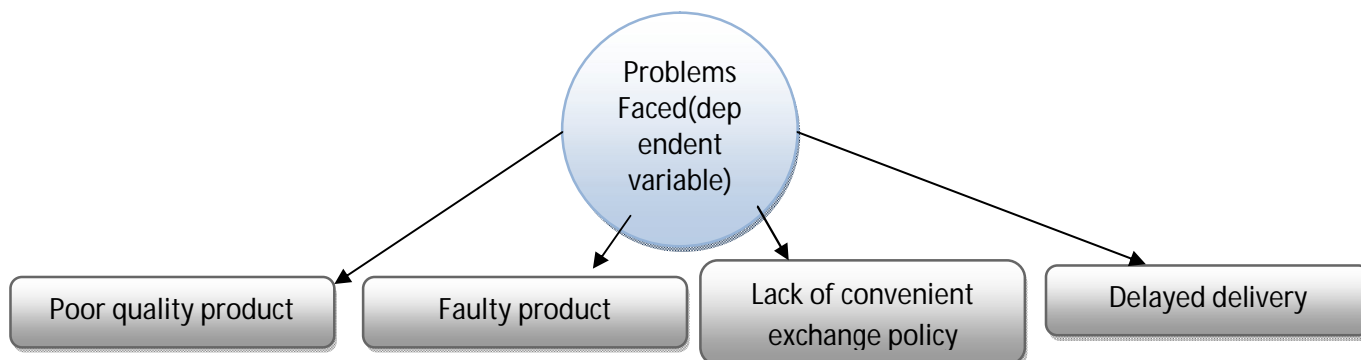 Problems
Faced(dep
endent
variable)
Poor quality product
Faulty product
Lack of convenient
exchange policy
Delayed delivery